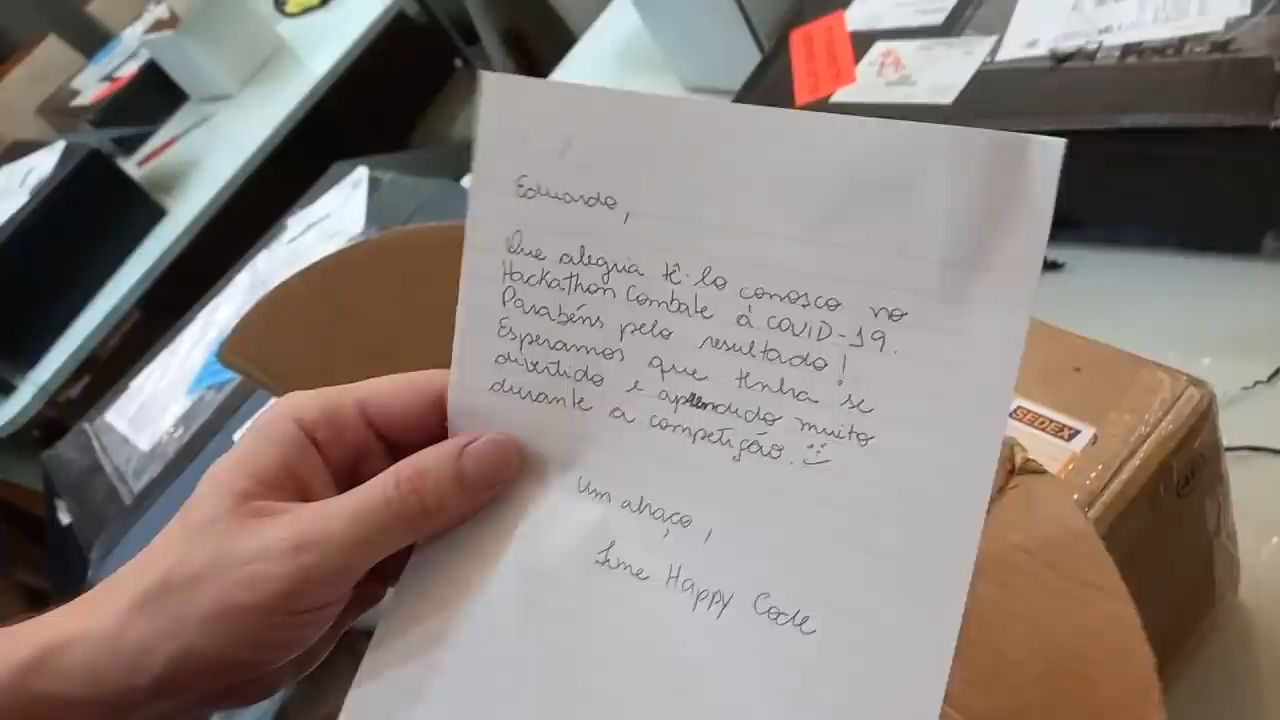 Eduardo,
Que alegria tê-lo conosco no
Hackathon Combate à COVID-19.
Parabéns pelo resultado!
Esperamos que tenha se
divertido e aprendido muito
durante a competição. :)
Um abraço,
Time Happy Code
SEDEX